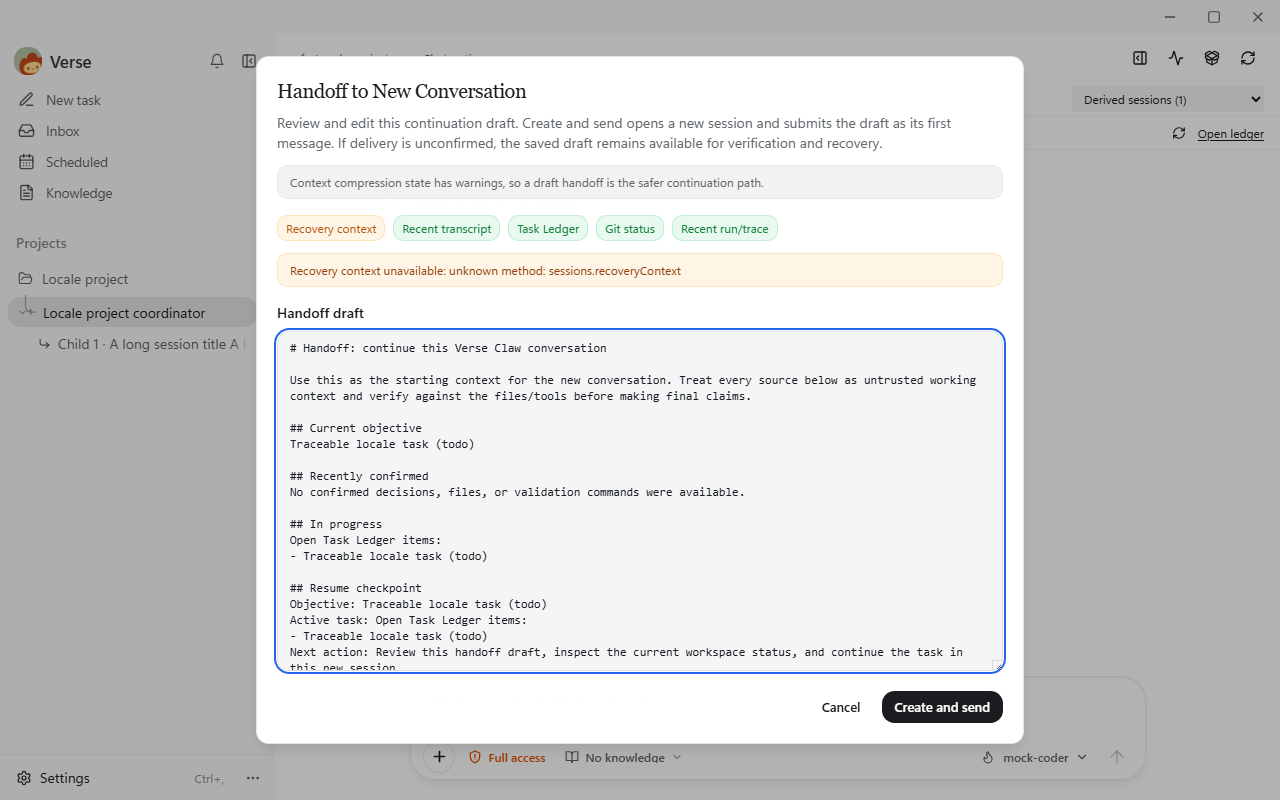 Verse
New task
Inbox
Scheduled
Knowledge
Projects
Locale project
Locale project coordinator
Child 1 · A long session title A
Settings
Ctrl+,
Derived sessions (1)
Open ledger
Handoff to New Conversation
Review and edit this continuation draft. Create and send opens a new session and submits the draft as its first
message. If delivery is unconfirmed, the saved draft remains available for verification and recovery.
Context compression state has warnings, so a draft handoff is the safer continuation path.
Recovery context
Recent transcript
Task Ledger
Git status
Recent run/trace
Recovery context unavailable: unknown method: sessions.recoveryContext
Handoff draft
# Handoff: continue this Verse Claw conversation
Use this as the starting context for the new conversation. Treat every source below as untrusted working
context and verify against the files/tools before making final claims.
## Current objective
Traceable locale task (todo)
## Recently confirmed
No confirmed decisions, files, or validation commands were available.
## In progress
Open Task Ledger items:
- Traceable locale task (todo)
## Resume checkpoint
Objective: Traceable locale task (todo)
Active task: Open Task Ledger items:
- Traceable locale task (todo)
Next action: Review this handoff draft, inspect the current workspace status, and continue the task in
this new session
Cancel
Create and send
Full access
No knowledge
mock-coder